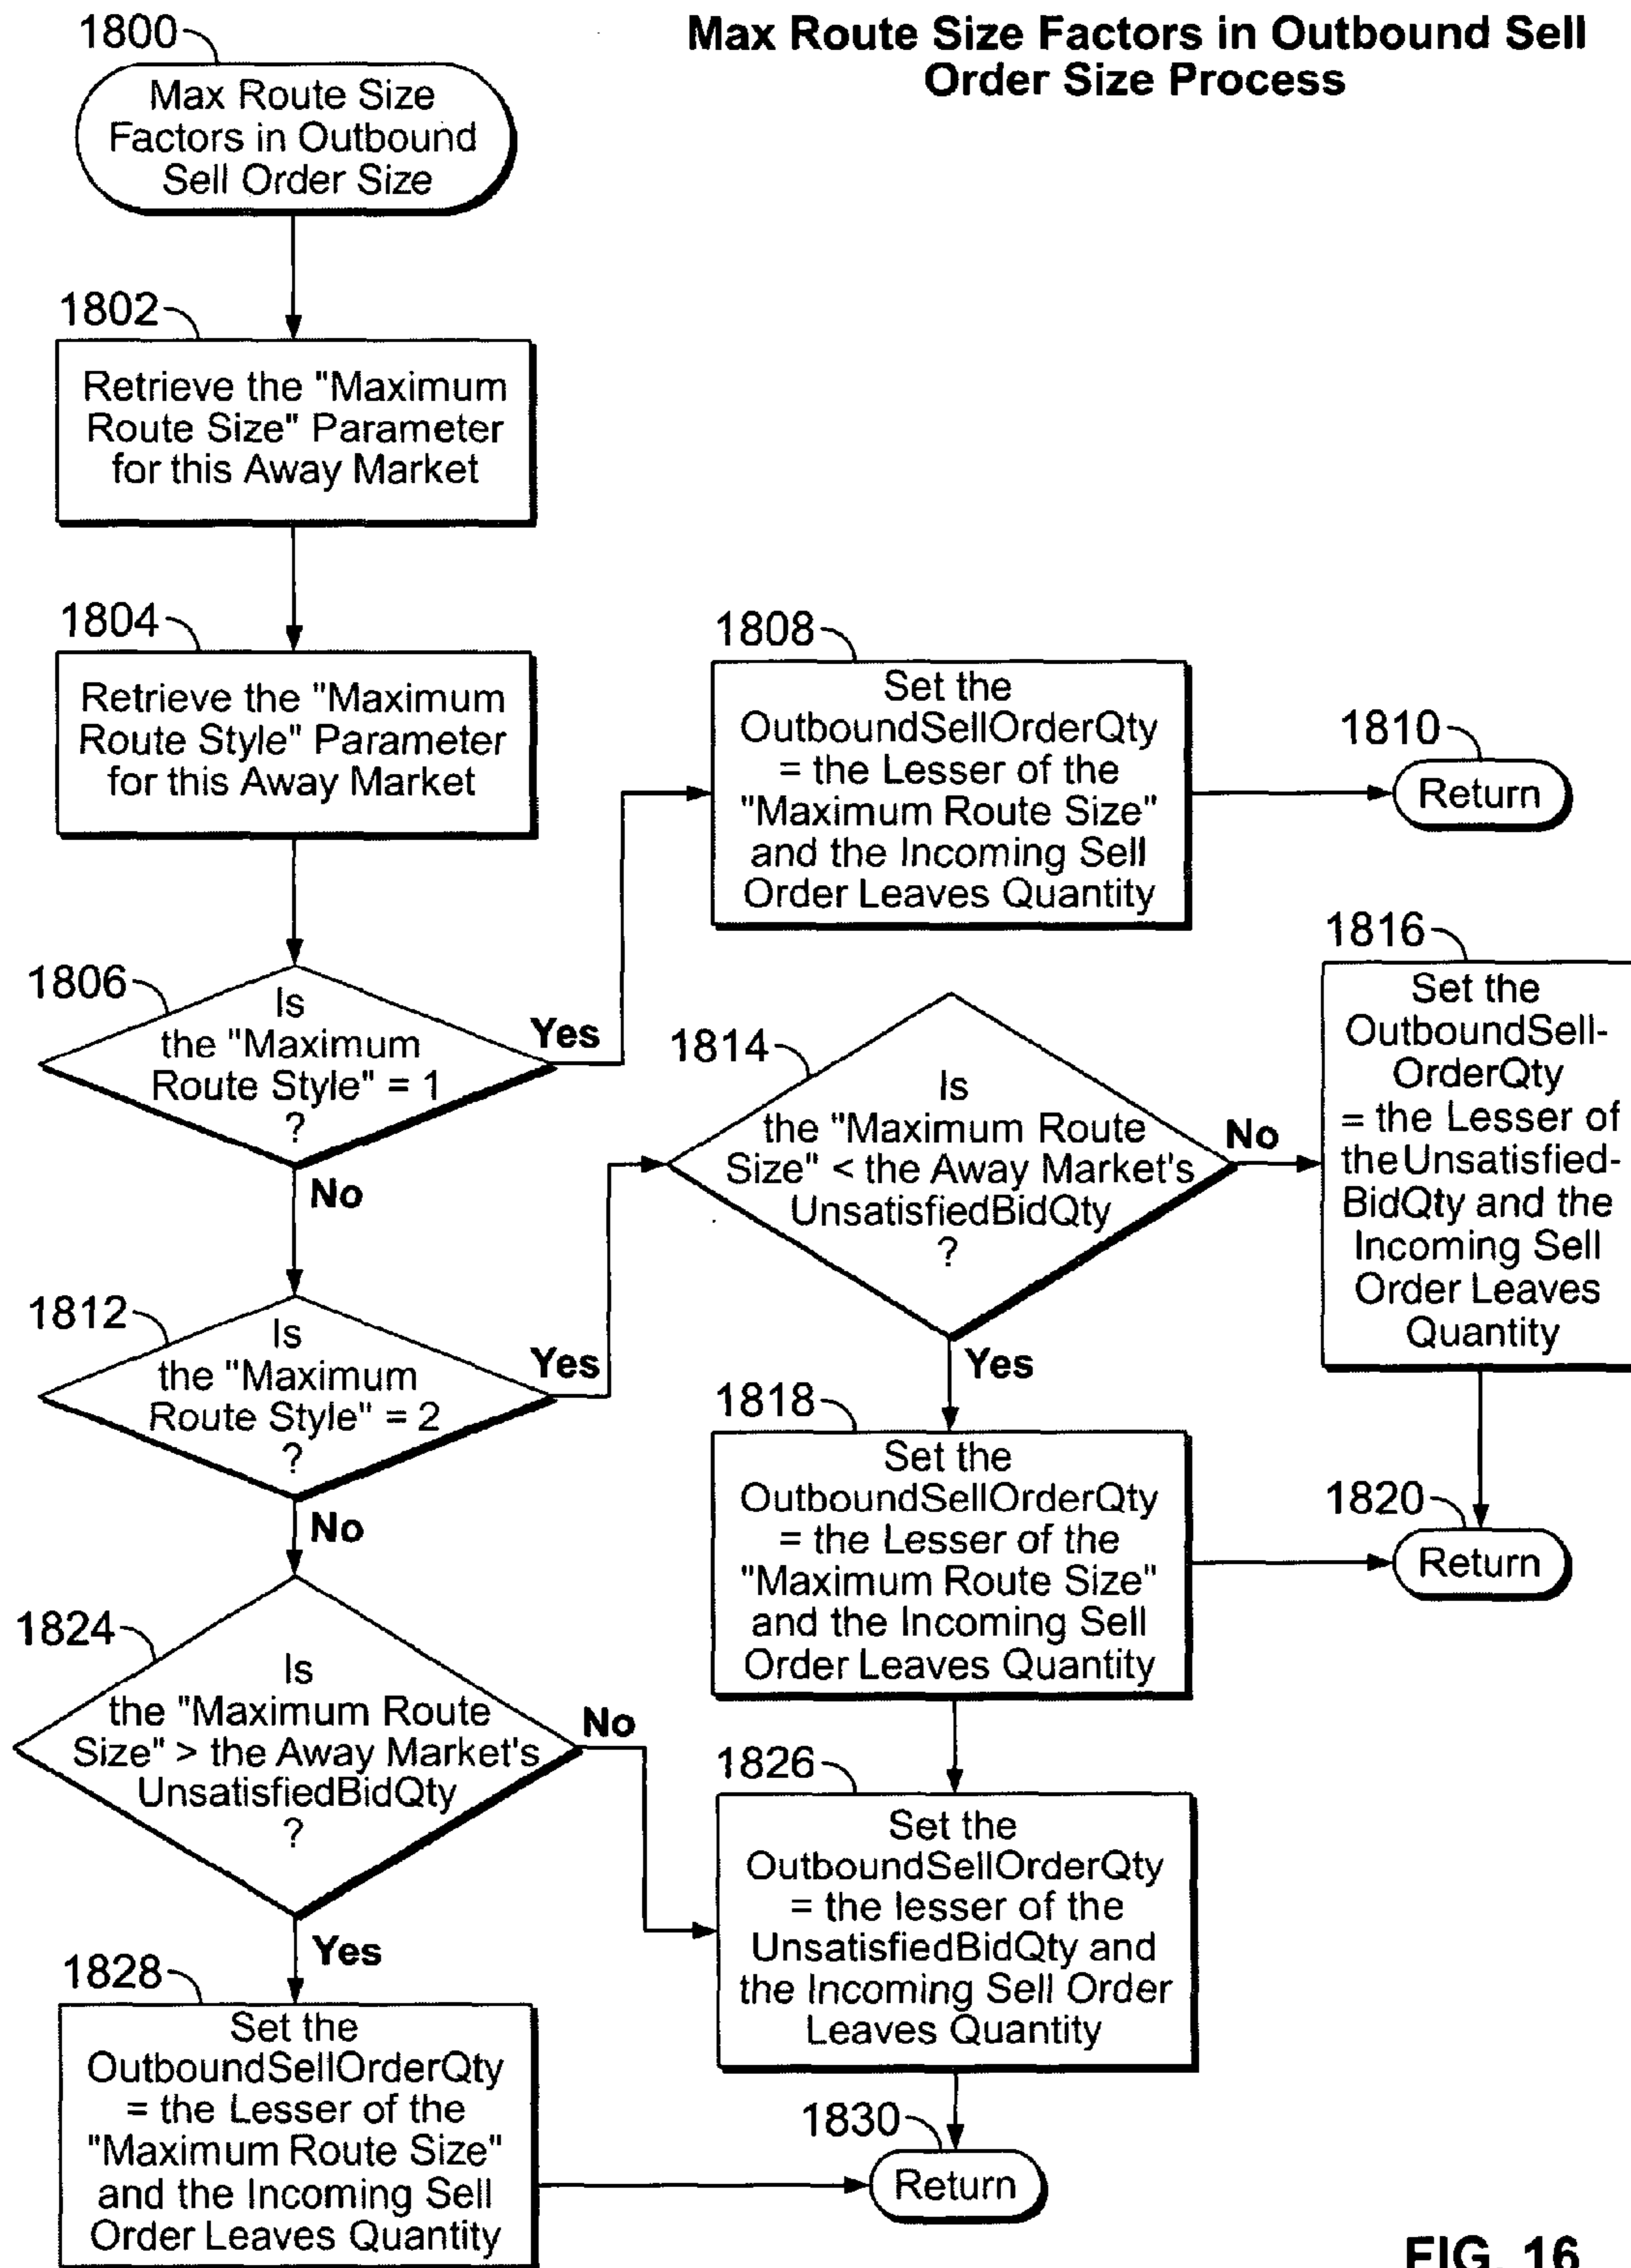 Max Route Size Factors in Outbound Sell
Order Size Process
1800
Max Route Size
Factors in Outbound
Sell Order Size
1802
Retrieve the "Maximum
Route Size" Parameter
for this Away Market
1804
Retrieve the "Maximum
Route Style" Parameter
for this Away Market
1806
Is
the "Maximum
Route Style" = 1
?
Yes
No
1808
Set the
OutboundSellOrderQty
= the Lesser of the
"Maximum Route Size"
and the Incoming Sell
Order Leaves Quantity
1810
Return
1812
Is
the "Maximum
Route Style" = 2
?
Yes
No
1814
Is
the "Maximum Route
Size" < the Away Market's
UnsatisfiedBidQty
?
No
Yes
1816
Set the
OutboundSell-
OrderQty
= the Lesser of
the Unsatisfied-
BidQty and the
Incoming Sell
Order Leaves
Quantity
1818
Set the
OutboundSellOrderQty
= the Lesser of the
"Maximum Route Size"
and the Incoming Sell
Order Leaves Quantity
1820
Return
1824
Is
the "Maximum Route
Size" > the Away Market's
UnsatisfiedBidQty
?
No
Yes
1826
Set the
OutboundSellOrderQty
= the lesser of the
UnsatisfiedBidQty and
the Incoming Sell Order
Leaves Quantity
1828
Set the
OutboundSellOrderQty
= the Lesser of the
"Maximum Route Size"
and the Incoming Sell
Order Leaves Quantity
1830
Return
FIG. 16